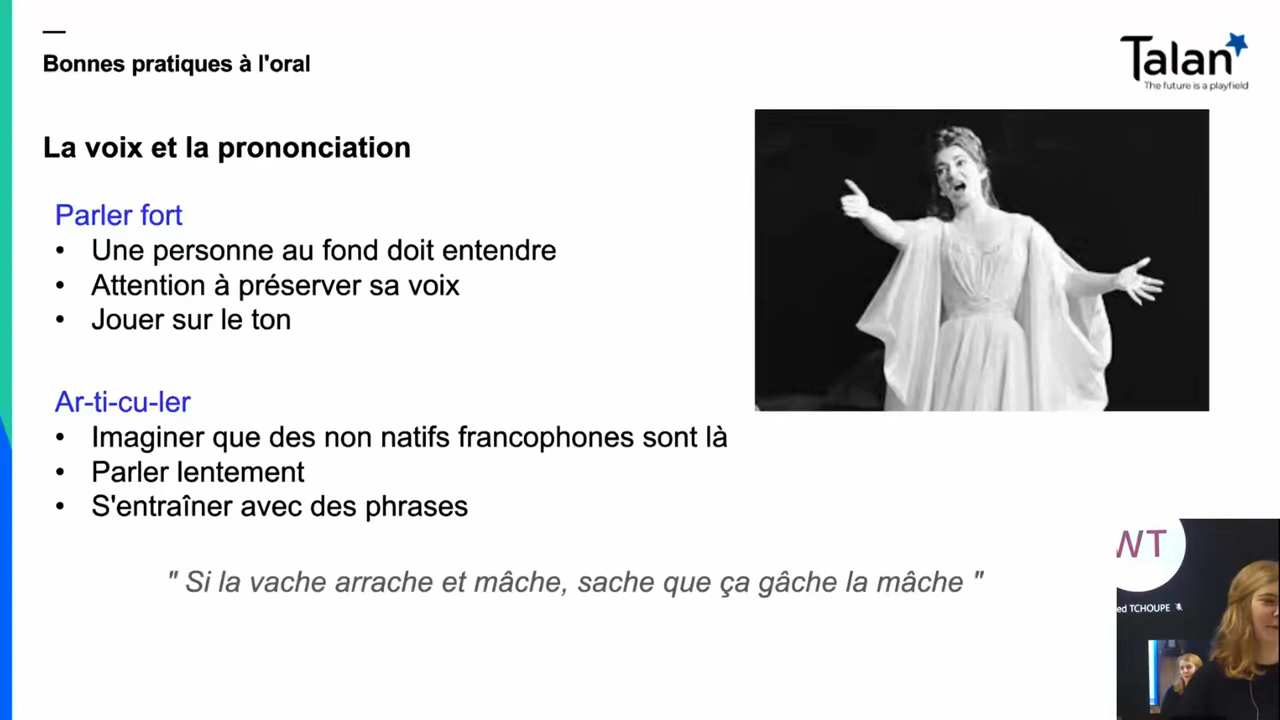 Bonnes pratiques à l'oral
Talan
The future is a playfield
La voix et la prononciation
Parler fort
• Une personne au fond doit entendre
• Attention à préserver sa voix
• Jouer sur le ton
Ar-ti-cu-ler
• Imaginer que des non natifs francophones sont là
• Parler lentement
• S'entraîner avec des phrases
" Si la vache arrache et mâche, sache que ça gâche la mâche "
WT
ed TCHOUPE